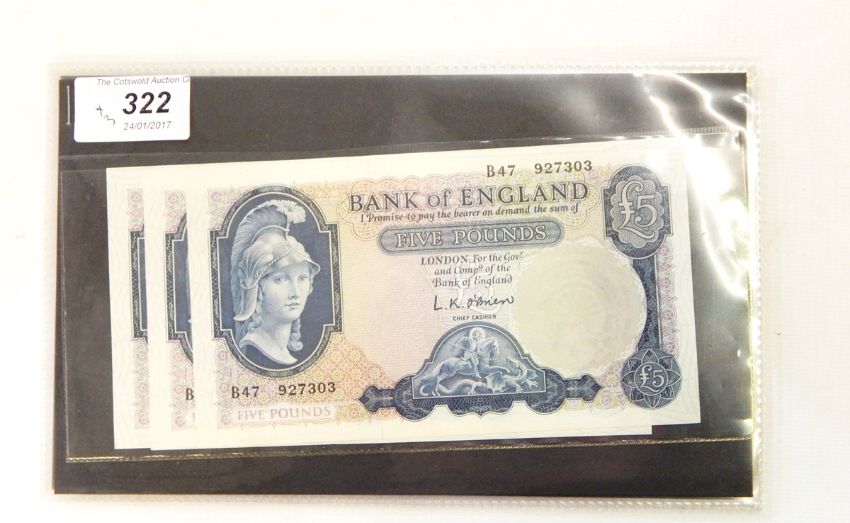 The Cotswold Auction C
322
24/01/2017
B47 927303
BANK of ENGLAND
I Promise to pay the bearer on demand the sum of
FIVE POUNDS
£5
LONDON, For the Govr
and Compa of the
Bank of England
L.K. O'Brien
CHIEF CASHIER
B47 927303
FIVE POUNDS
£5
B